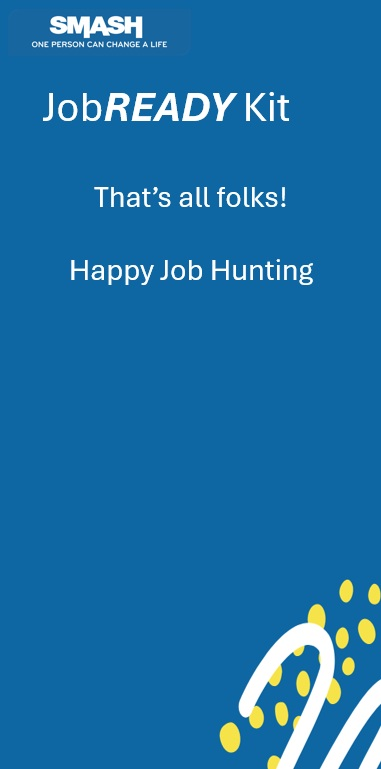 SMASH
ONE PERSON CAN CHANGE A LIFE
JobREADY Kit
That's all folks!
Happy Job Hunting